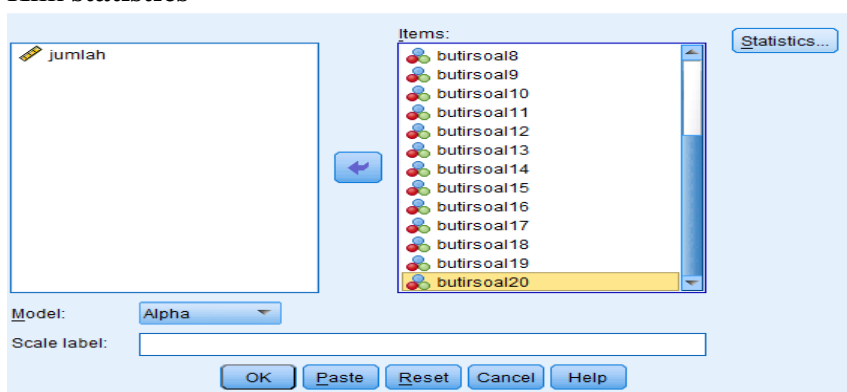 Items:
Statistics...
jumlah
butirsoal8
butirsoal9
butirsoal10
butirsoal11
butirsoal12
butirsoal13
butirsoal14
butirsoal15
butirsoal16
butirsoal17
butirsoal18
butirsoal19
butirsoal20
Model: Alpha
Scale label:
OK Paste Reset Cancel Help